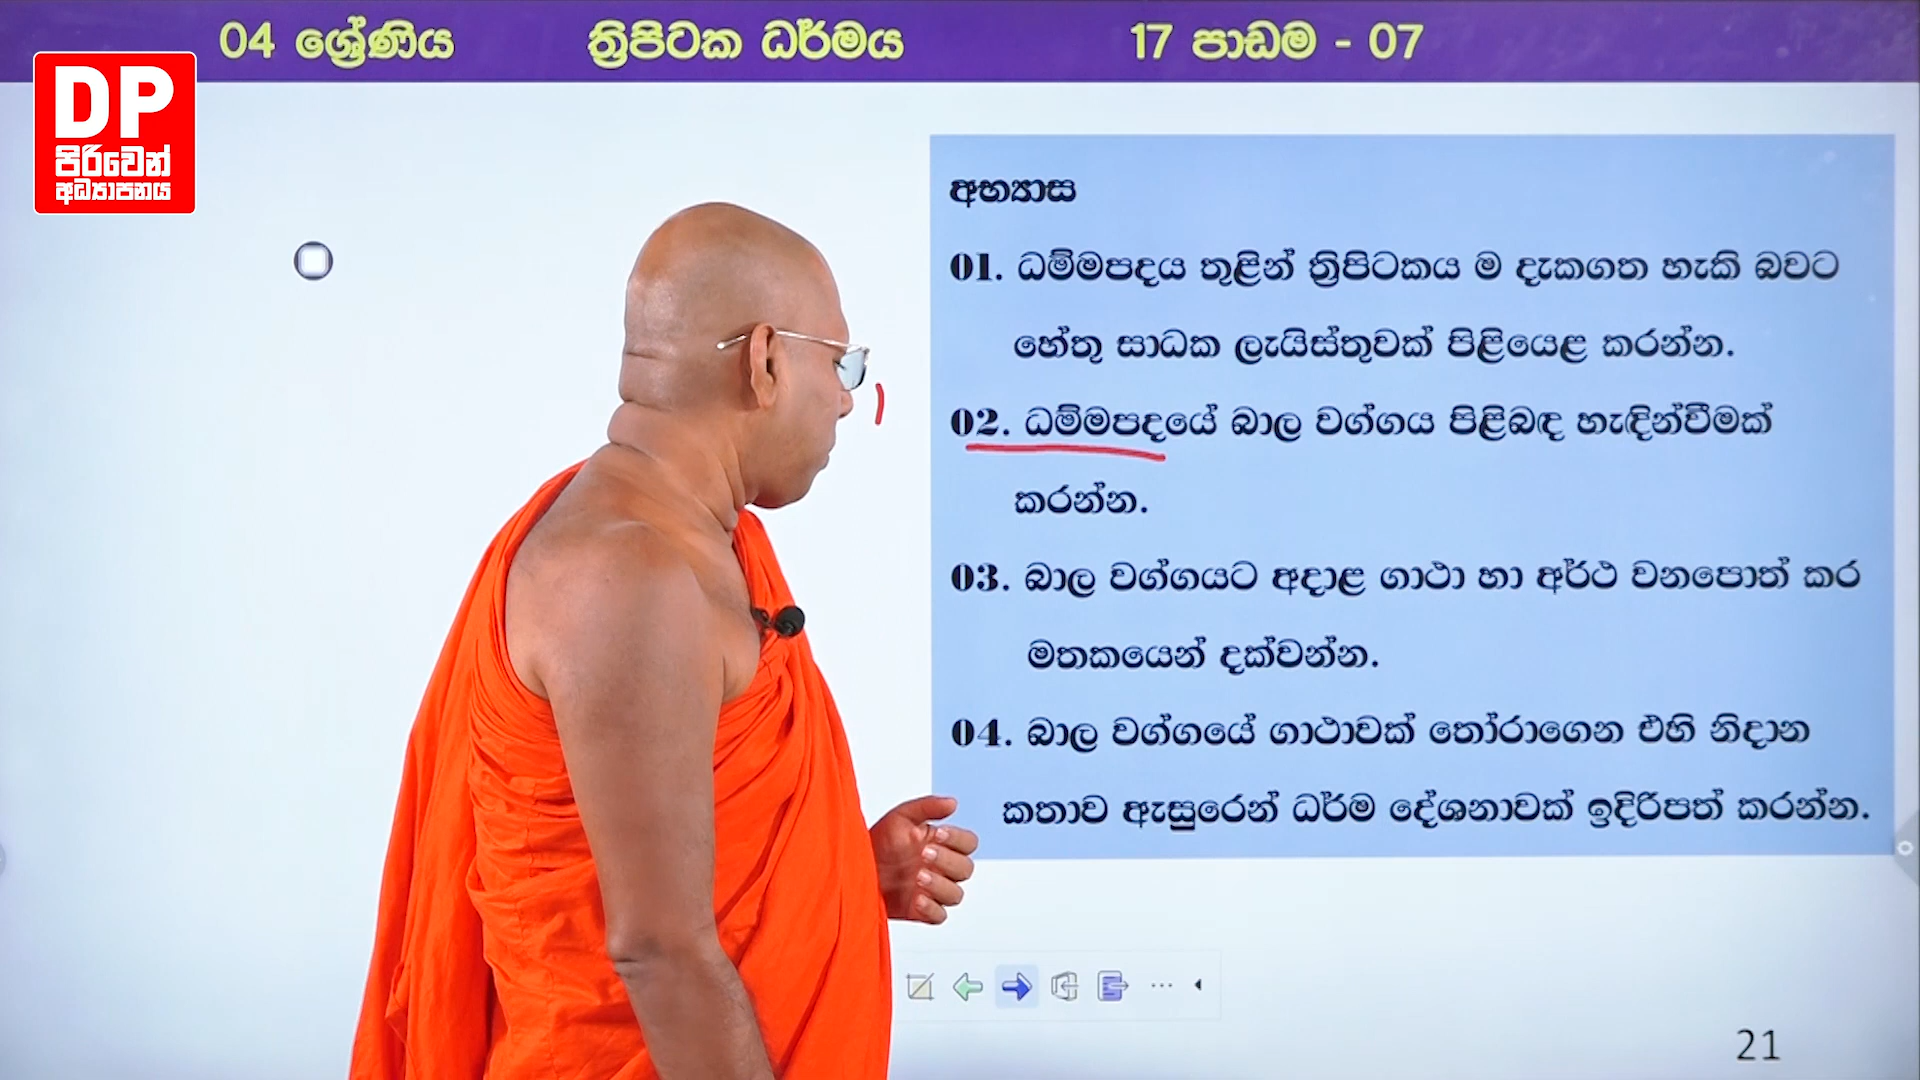 04 ශ්‍රේණිය ත්‍රිපිටක ධර්මය 17 පාඩම - 07
DP
පිරිවෙන්
අධ්‍යාපනය
අභ්‍යාස
01. ධම්මපදය තුළින් ත්‍රිපිටකය ම දැකගත හැකි බවට
හේතු සාධක ලැයිස්තුවක් පිළියෙළ කරන්න.
02. ධම්මපදයේ බාල වග්ගය පිළිබඳ හැඳින්වීමක්
කරන්න.
03. බාල වග්ගයට අදාළ ගාථා හා අර්ථ වනපොත් කර
මතකයෙන් දක්වන්න.
04. බාල වග්ගයේ ගාථාවක් තෝරාගෙන එහි නිදාන
කතාව ඇසුරෙන් ධර්ම දේශනාවක් ඉදිරිපත් කරන්න.
21